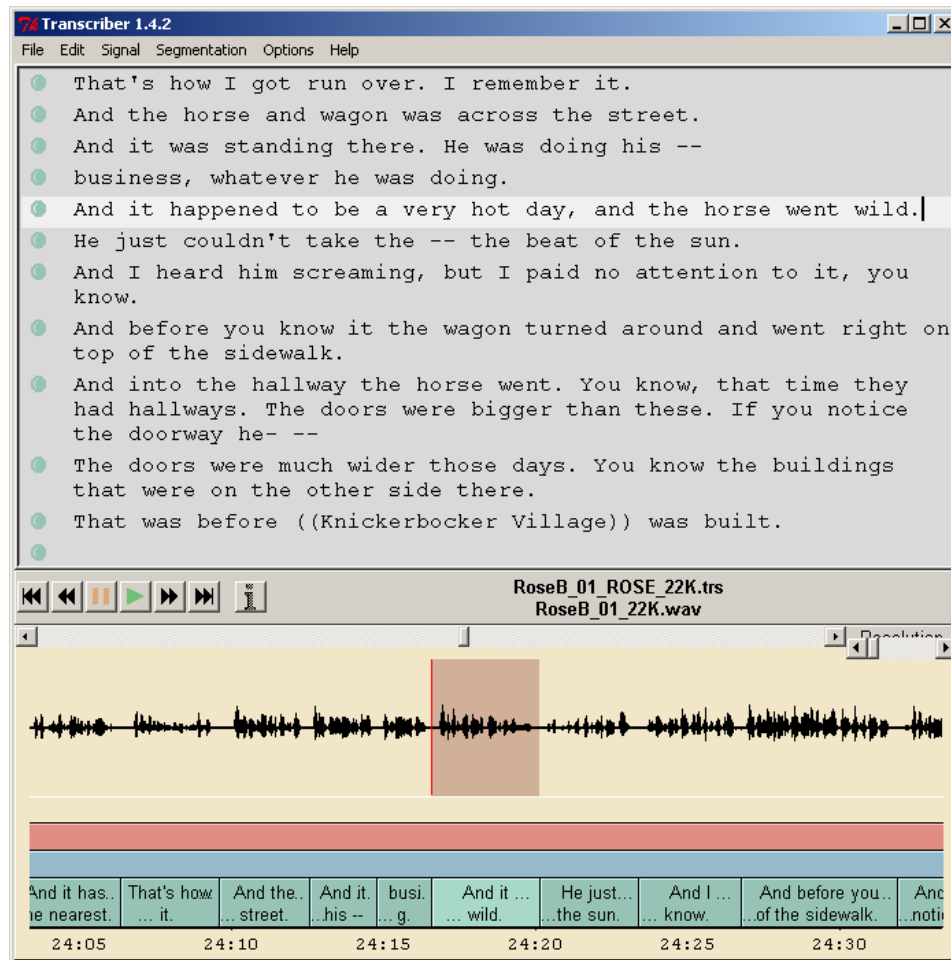 Transcriber 1.4.2
File Edit Signal Segmentation Options Help
That's how I got run over. I remember it.
And the horse and wagon was across the street.
And it was standing there. He was doing his --
business, whatever he was doing.
And it happened to be a very hot day, and the horse went wild.
He just couldn't take the -- the beat of the sun.
And I heard him screaming, but I paid no attention to it, you
know.
And before you know it the wagon turned around and went right on
top of the sidewalk.
And into the hallway the horse went. You know, that time they
had hallways. The doors were bigger than these. If you notice
the doorway he- --
The doors were much wider those days. You know the buildings
that were on the other side there.
That was before ((Knickerbocker Village)) was built.
RoseB_01_ROSE_22K.trs
RoseB_01_22K.wav
And it has.. That's how And the.. And it. busi. And it ... He just... And I ... And before you.. And
e nearest. ... it. ... street. ..his -- ... g. ... wild. ...the sun. ... know. ...of the sidewalk. ...noti
24:05 24:10 24:15 24:20 24:25 24:30